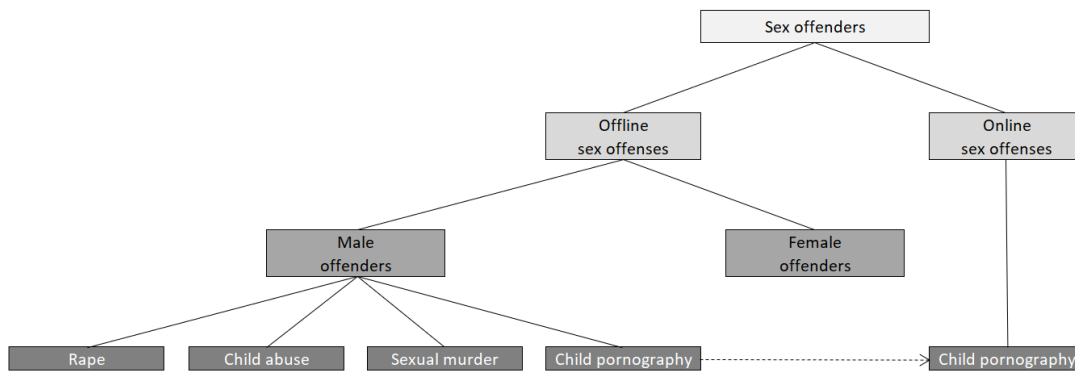 Sex offenders
Offline
sex offenses
Online
sex offenses
Male
offenders
Female
offenders
Rape
Child abuse
Sexual murder
Child pornography
Child pornography